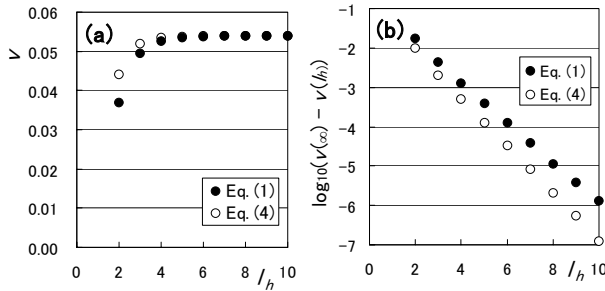 (a)
ν
0.06
0.05
0.04
0.03
0.02
0.01
0.00
0 2 4 6 8 10
l_h
● Eq. (1)
○ Eq. (4)
(b)
log10(ν(∞) − ν(l_h))
-1
-2
-3
-4
-5
-6
-7
0 2 4 6 8 10
l_h
● Eq. (1)
○ Eq. (4)